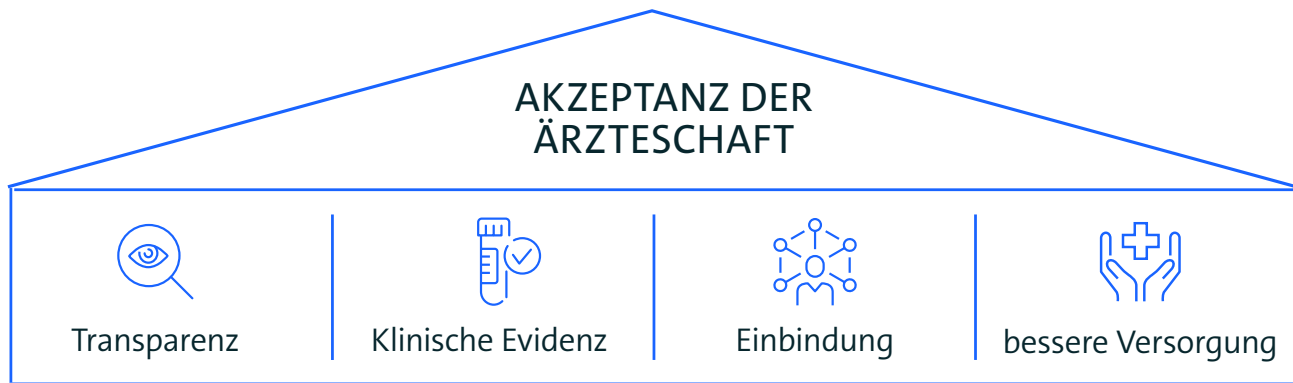 AKZEPTANZ DER
ÄRZTESCHAFT
Transparenz
Klinische Evidenz
Einbindung
bessere Versorgung